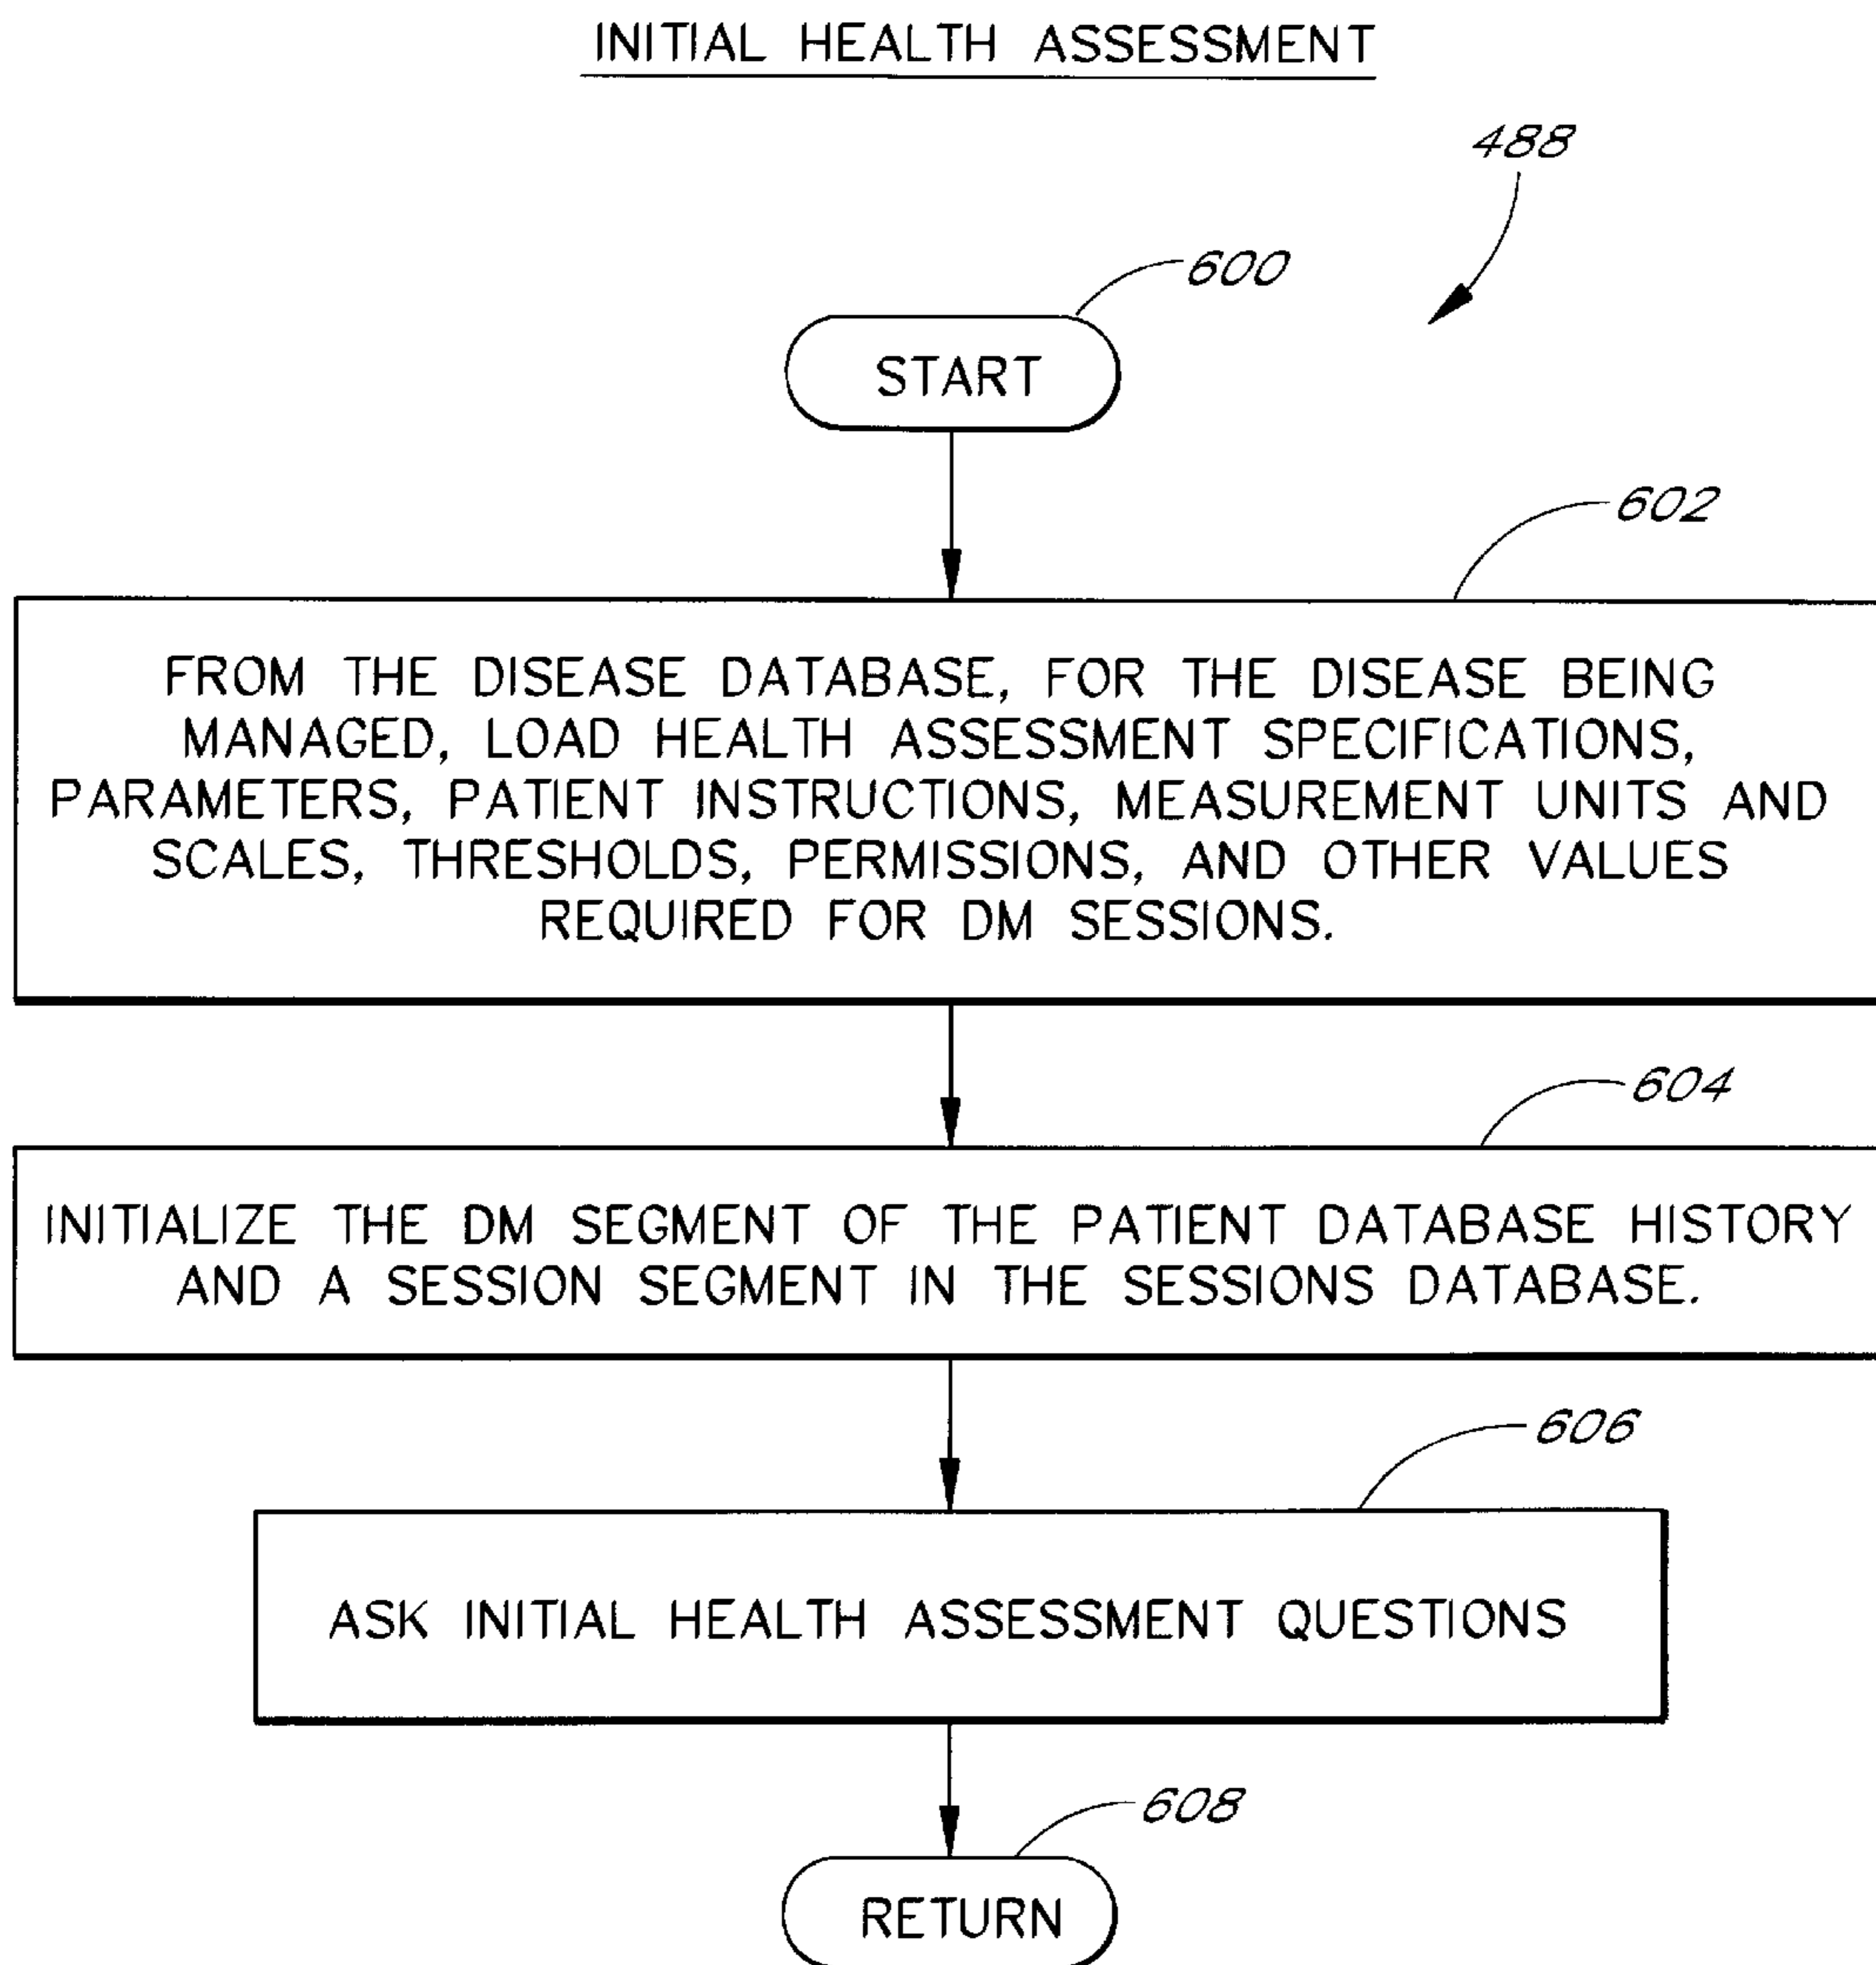 INITIAL HEALTH ASSESSMENT
488
600
START
602
FROM THE DISEASE DATABASE, FOR THE DISEASE BEING
MANAGED, LOAD HEALTH ASSESSMENT SPECIFICATIONS,
PARAMETERS, PATIENT INSTRUCTIONS, MEASUREMENT UNITS AND
SCALES, THRESHOLDS, PERMISSIONS, AND OTHER VALUES
REQUIRED FOR DM SESSIONS.
604
INITIALIZE THE DM SEGMENT OF THE PATIENT DATABASE HISTORY
AND A SESSION SEGMENT IN THE SESSIONS DATABASE.
606
ASK INITIAL HEALTH ASSESSMENT QUESTIONS
608
RETURN